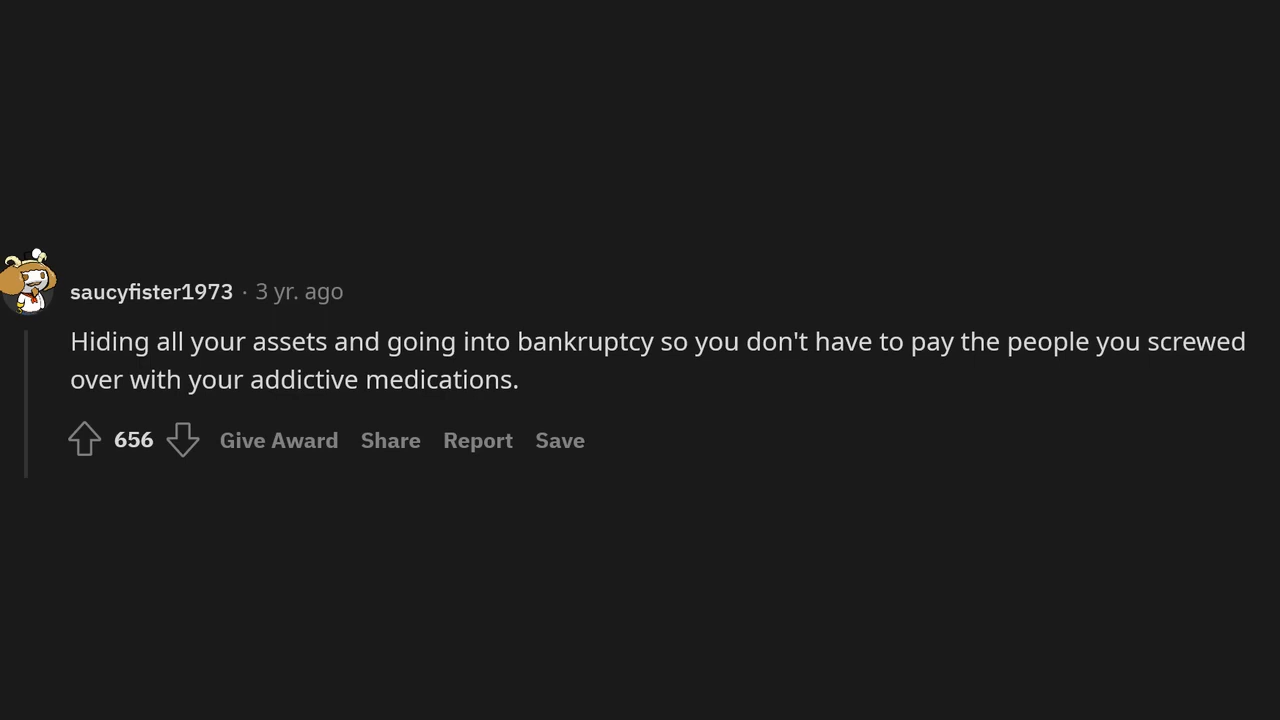 saucyfister1973 · 3 yr. ago
Hiding all your assets and going into bankruptcy so you don't have to pay the people you screwed
over with your addictive medications.
656 Give Award Share Report Save